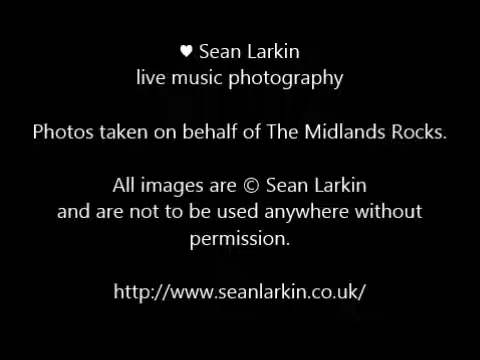 ♥ Sean Larkin
live music photography
Photos taken on behalf of The Midlands Rocks.
All images are © Sean Larkin
and are not to be used anywhere without
permission.
http://www.seanlarkin.co.uk/